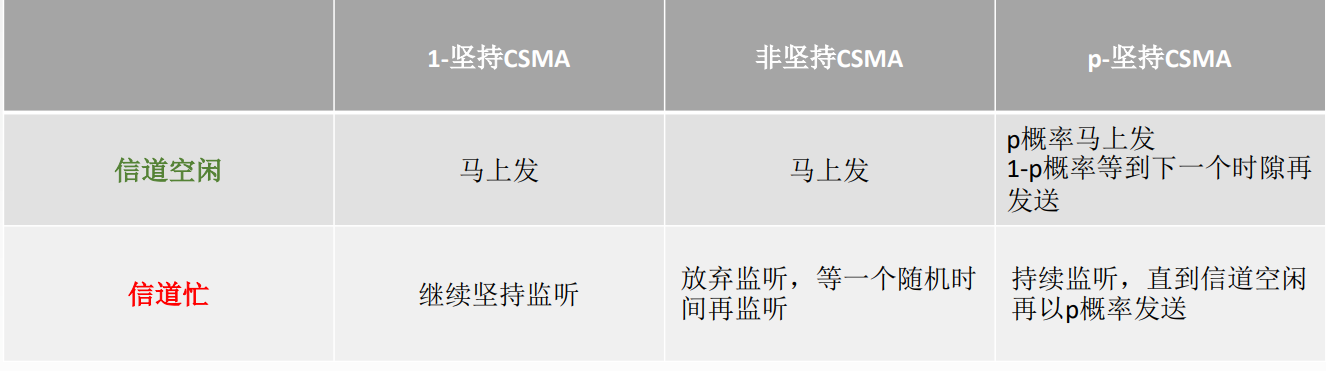 1-坚持CSMA
非坚持CSMA
p-坚持CSMA
信道空闲
马上发
马上发
p概率马上发
1-p概率等到下一个时隙再
发送
信道忙
继续坚持监听
放弃监听，等一个随机时
间再监听
持续监听，直到信道空闲
再以p概率发送